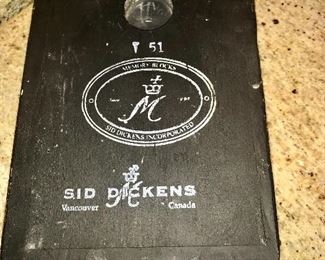 51
MEMORY BLOCKS
M
SID DICKENS INCORPORATED
SID DICKENS
Vancouver Canada